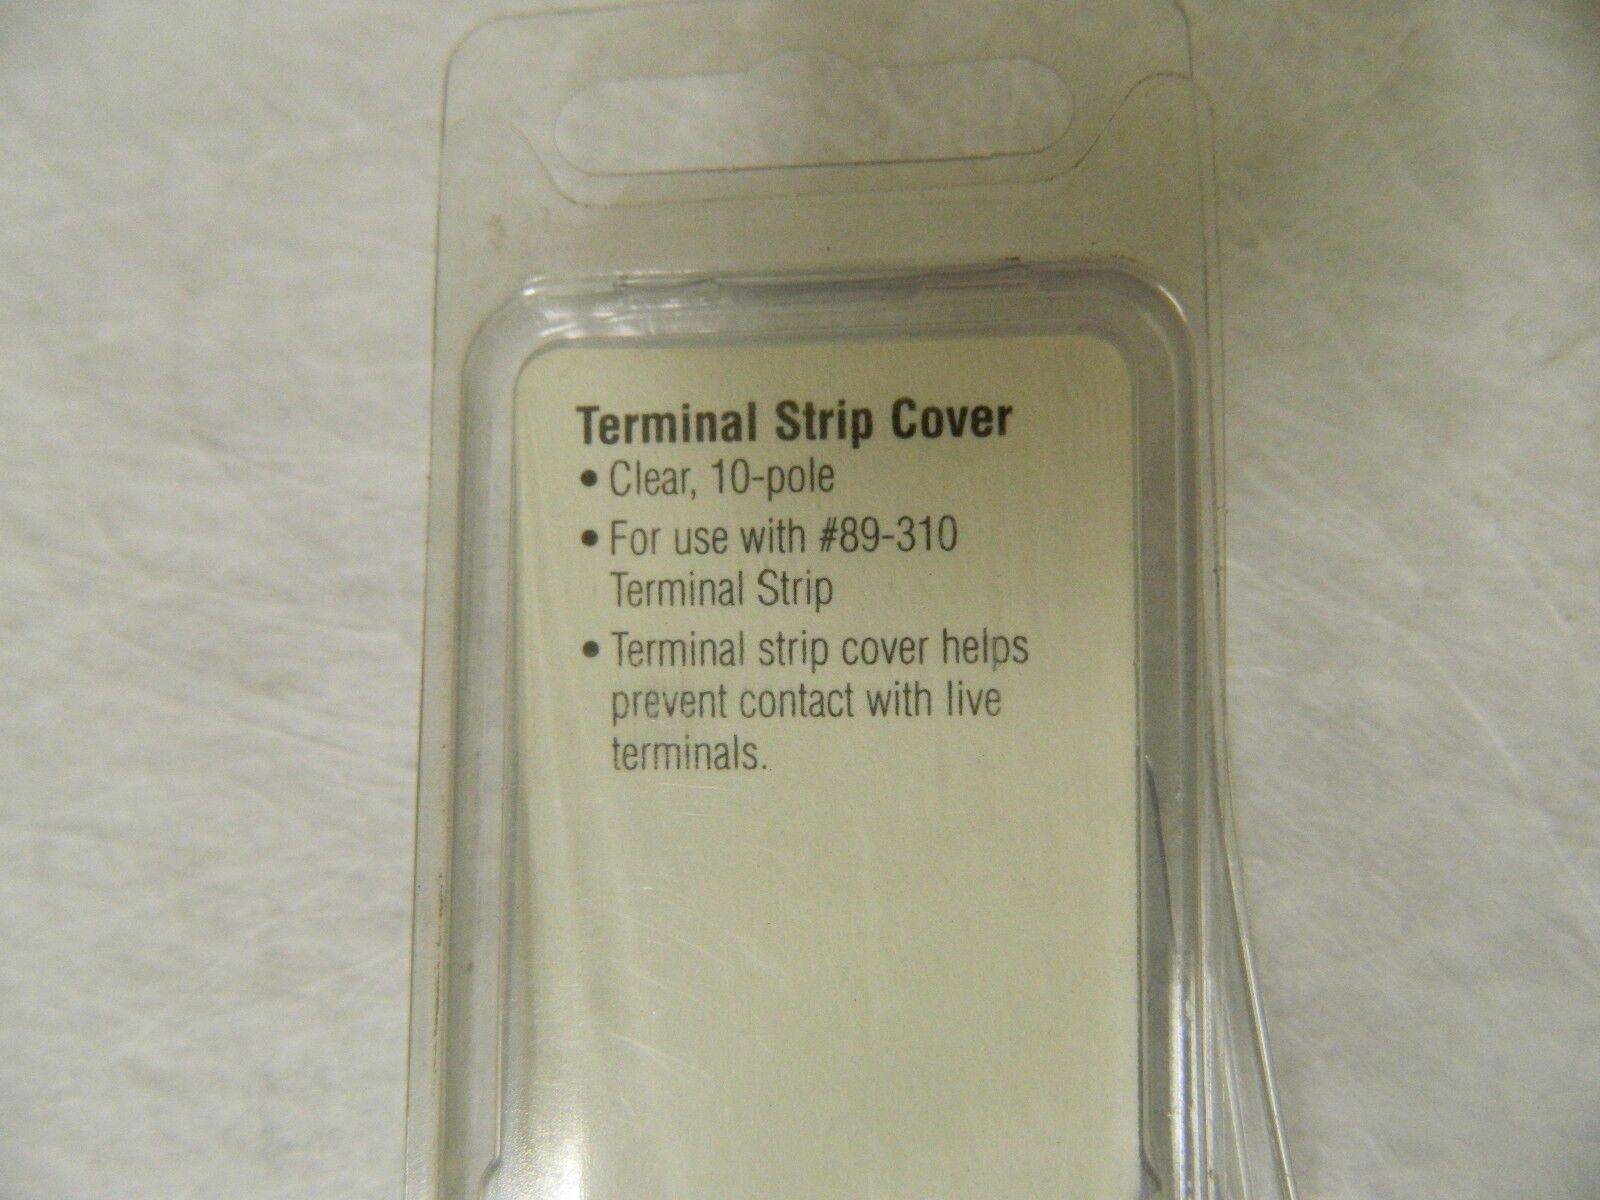 Terminal Strip Cover
• Clear, 10-pole
• For use with #89-310
Terminal Strip
• Terminal strip cover helps
prevent contact with live
terminals.